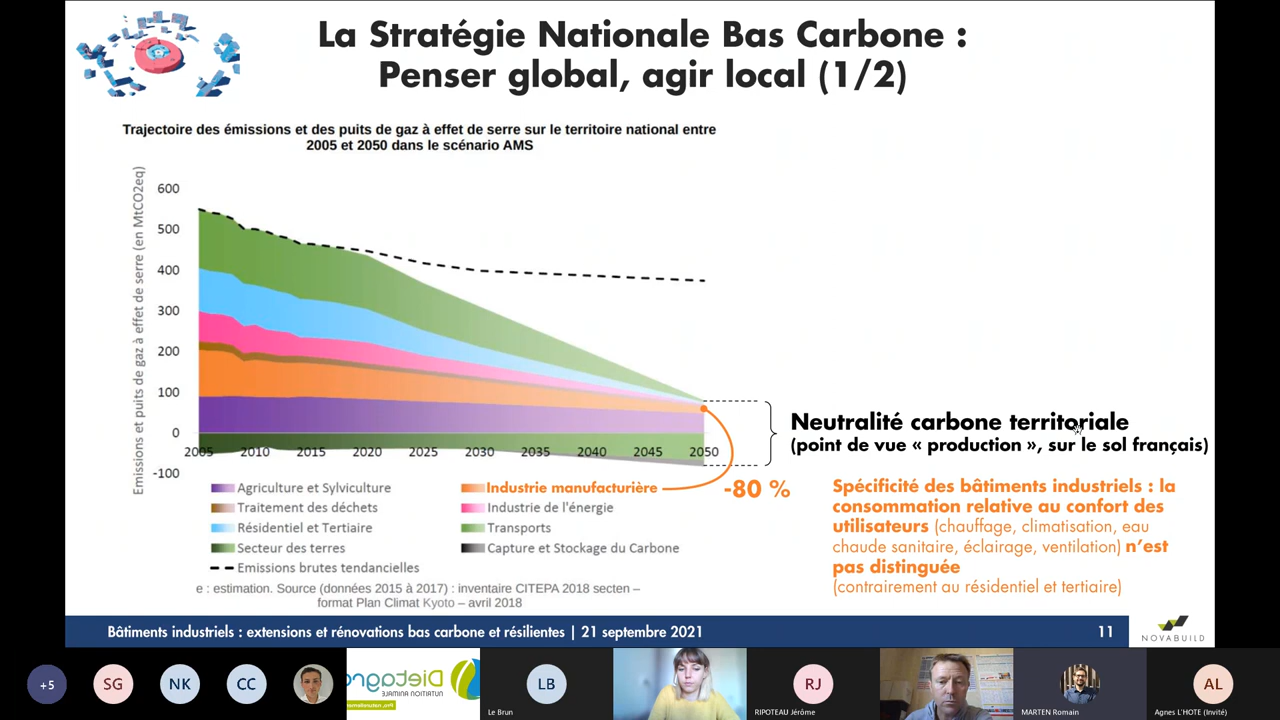 La Stratégie Nationale Bas Carbone :
Penser global, agir local (1/2)
Trajectoire des émissions et des puits de gaz à effet de serre sur le territoire national entre
2005 et 2050 dans le scénario AMS
Emissions et puits de gaz à effet de serre (en MtCO2eq)
600
500
400
300
200
100
0
-100
2005 2010 2015 2020 2025 2030 2035 2040 2045 2050
Neutralité carbone territoriale
(point de vue « production », sur le sol français)
-80 %
Agriculture et Sylviculture
Industrie manufacturière
Traitement des déchets
Industrie de l'énergie
Résidentiel et Tertiaire
Transports
Secteur des terres
Capture et Stockage du Carbone
Emissions brutes tendancielles
Spécificité des bâtiments industriels : la
consommation relative au confort des
utilisateurs (chauffage, climatisation, eau
chaude sanitaire, éclairage, ventilation) n'est
pas distinguée
(contrairement au résidentiel et tertiaire)
e : estimation. Source (données 2015 à 2017) : inventaire CITEPA 2018 secten –
format Plan Climat Kyoto – avril 2018
Bâtiments industriels : extensions et rénovations bas carbone et résilientes | 21 septembre 2021
11
NOVABUILD
+5
SG
NK
CC
Dietagro
NUTRITION ANIMALE
LB
Le Brun
RJ
RIPOTEAU Jérôme
MARTEN Romain
AL
Agnes L'HOTE (Invité)